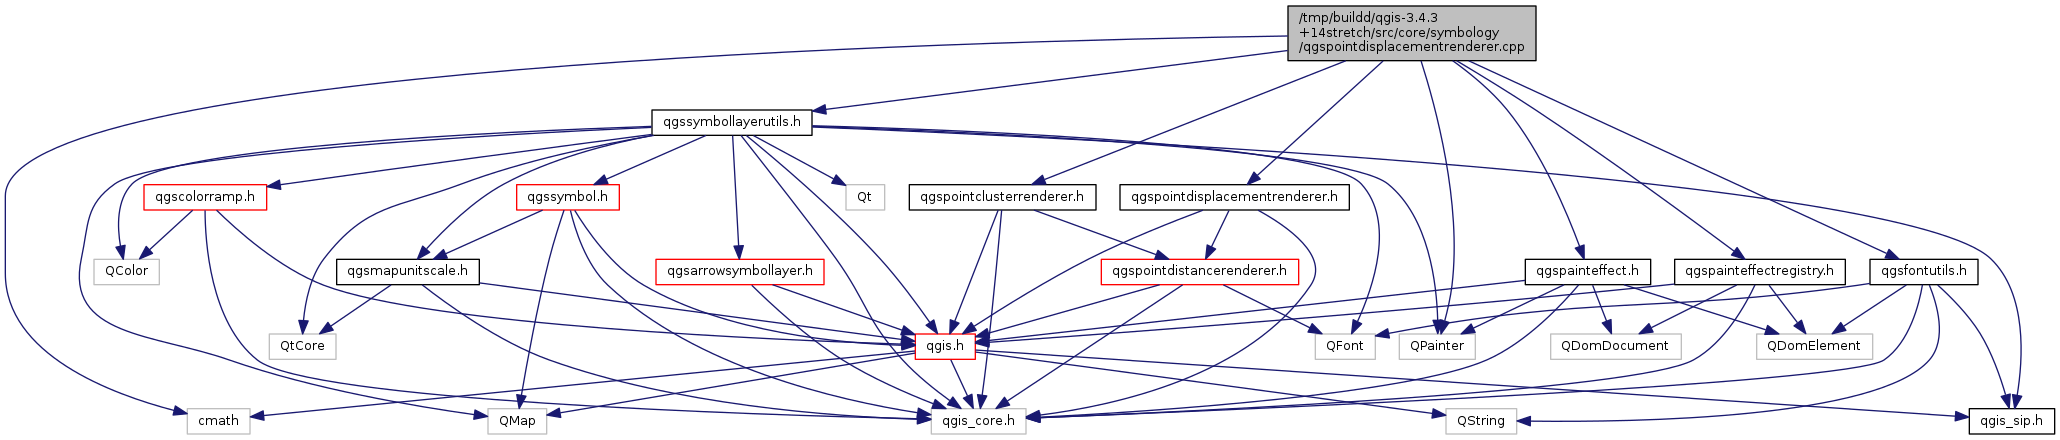 /tmp/buildd/qgis-3.4.3
+14stretch/src/core/symbology
/qgspointdisplacementrenderer.cpp
qgssymbollayerutils.h
qgscolorramp.h
qgssymbol.h
Qt
qgspointclusterrenderer.h
qgspointdisplacementrenderer.h
QColor
qgsmapunitscale.h
qgsarrowsymbollayer.h
qgspointdistancerenderer.h
qgspainteffect.h
qgspainteffectregistry.h
qgsfontutils.h
QtCore
qgis.h
QFont
QPainter
QDomDocument
QDomElement
cmath
QMap
qgis_core.h
QString
qgis_sip.h